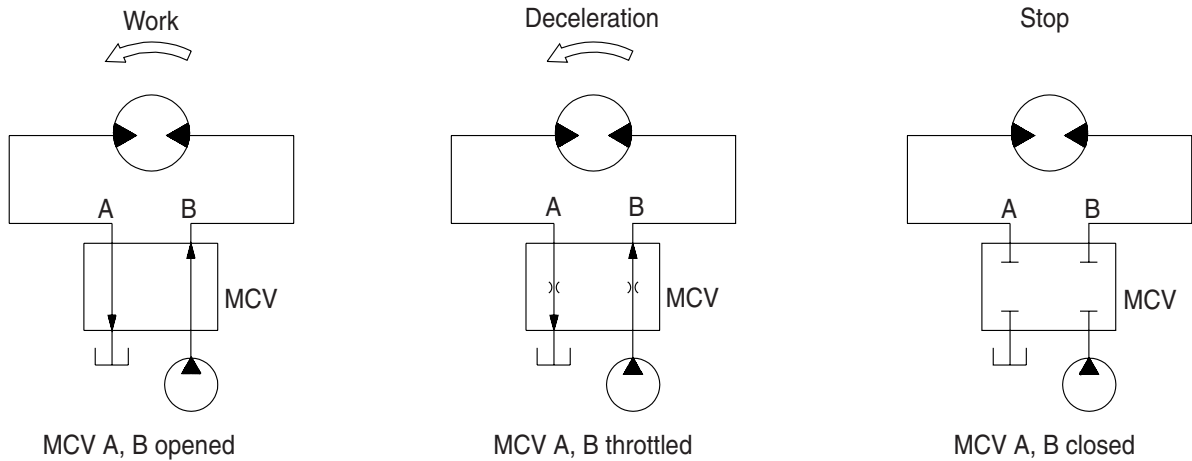 Work
Deceleration
Stop
A B
A B
A B
MCV
MCV
MCV
MCV A, B opened
MCV A, B throttled
MCV A, B closed